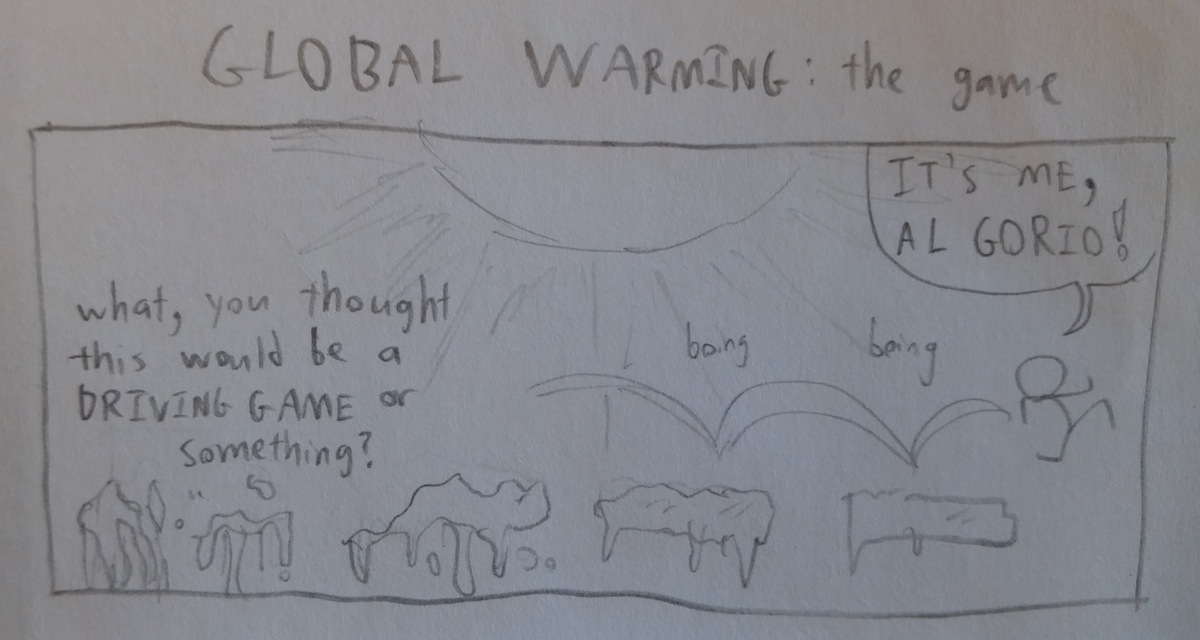 GLOBAL WARMING: the game
IT'S ME,
AL GORIO!
what, you thought
this would be a
DRIVING GAME or
something?
boing
boing